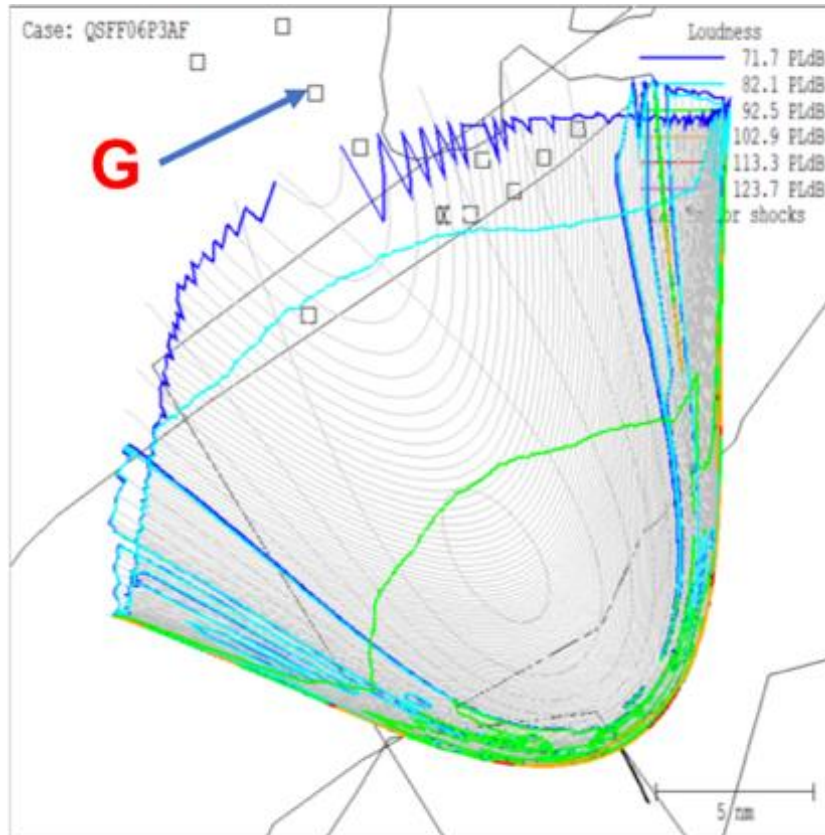 Case: QSFF06P3AF
Loudness
71.7 PLdB
82.1 PLdB
92.5 PLdB
102.9 PLdB
113.3 PLdB
123.7 PLdB
shocks
G
5 nm